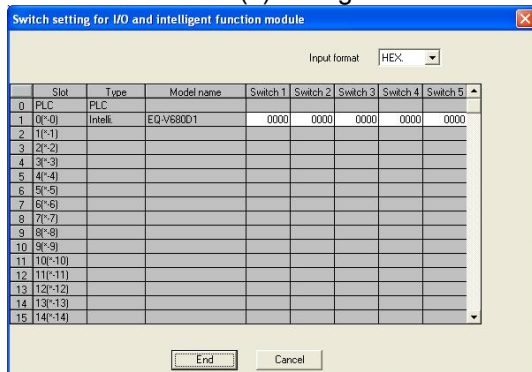 Switch setting for I/O and intelligent function module
Input format HEX.
Slot Type Model name Switch 1 Switch 2 Switch 3 Switch 4 Switch 5
0 PLC PLC
1 0(*-0) Intelli. EQ-V680D1 0000 0000 0000 0000 0000
2 1(*-1)
3 2(*-2)
4 3(*-3)
5 4(*-4)
6 5(*-5)
7 6(*-6)
8 7(*-7)
9 8(*-8)
10 9(*-9)
11 10(*-10)
12 11(*-11)
13 12(*-12)
14 13(*-13)
15 14(*-14)
End Cancel